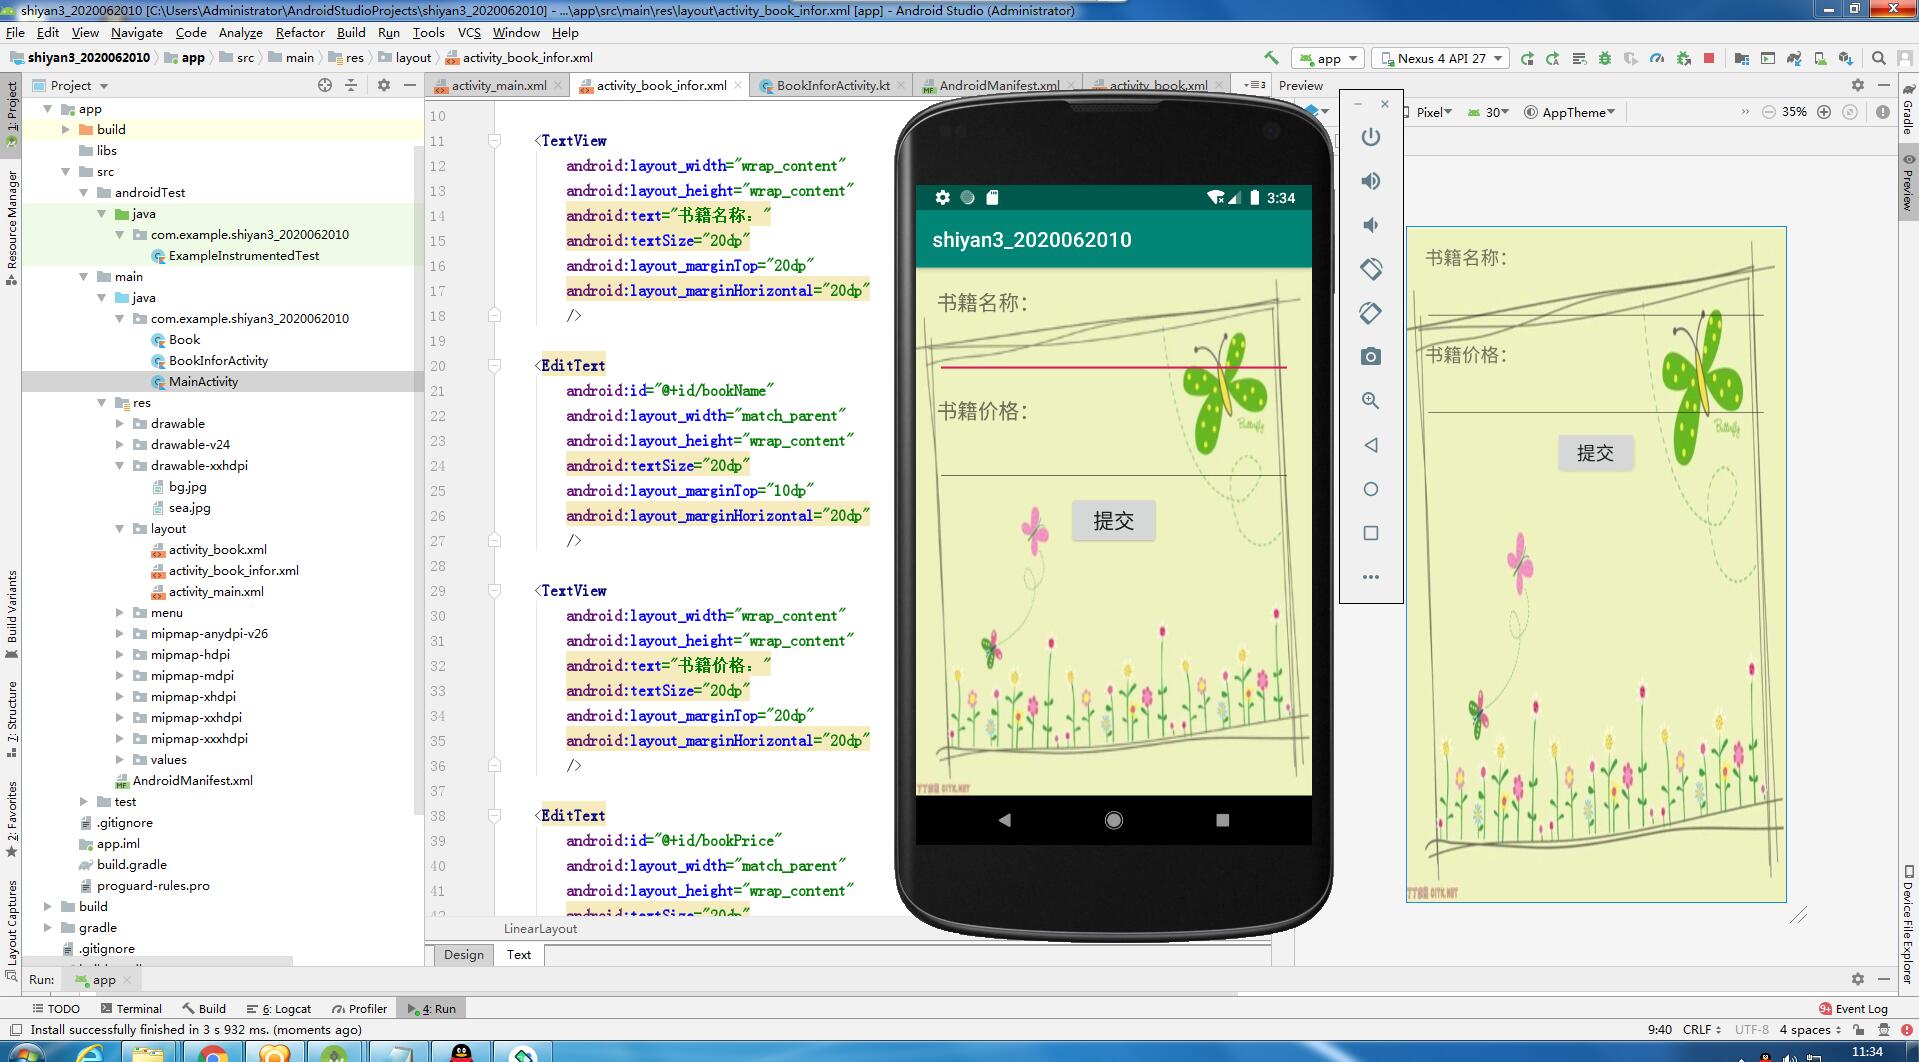 shiyan3_2020062010 [C:\Users\Administrator\AndroidStudioProjects\shiyan3_2020062010] - ...\app\src\main\res\layout\activity_book_infor.xml [app] - Android Studio (Administrator)
File Edit View Navigate Code Analyze Refactor Build Run Tools VCS Window Help
shiyan3_2020062010 app src main res layout activity_book_infor.xml
app Nexus 4 API 27
Project
activity_main.xml activity_book_infor.xml BookInforActivity.kt AndroidManifest.xml activity_book.xml
Preview
Pixel 30 AppTheme 35%
1: Project
Resource Manager
Build Variants
7: Structure
2: Favorites
Layout Captures
app
build
libs
src
androidTest
java
com.example.shiyan3_2020062010
ExampleInstrumentedTest
main
java
com.example.shiyan3_2020062010
Book
BookInforActivity
MainActivity
res
drawable
drawable-v24
drawable-xxhdpi
bg.jpg
sea.jpg
layout
activity_book.xml
activity_book_infor.xml
activity_main.xml
menu
mipmap-anydpi-v26
mipmap-hdpi
mipmap-mdpi
mipmap-xhdpi
mipmap-xxhdpi
mipmap-xxxhdpi
values
AndroidManifest.xml
test
.gitignore
app.iml
build.gradle
proguard-rules.pro
build
gradle
.gitignore
10
11 <TextView
12 android:layout_width="wrap_content"
13 android:layout_height="wrap_content"
14 android:text="书籍名称："
15 android:textSize="20dp"
16 android:layout_marginTop="20dp"
17 android:layout_marginHorizontal="20dp"
18 />
19
20 <EditText
21 android:id="@+id/bookName"
22 android:layout_width="match_parent"
23 android:layout_height="wrap_content"
24 android:textSize="20dp"
25 android:layout_marginTop="10dp"
26 android:layout_marginHorizontal="20dp"
27 />
28
29 <TextView
30 android:layout_width="wrap_content"
31 android:layout_height="wrap_content"
32 android:text="书籍价格："
33 android:textSize="20dp"
34 android:layout_marginTop="20dp"
35 android:layout_marginHorizontal="20dp"
36 />
37
38 <EditText
39 android:id="@+id/bookPrice"
40 android:layout_width="match_parent"
41 android:layout_height="wrap_content"
42 android:textSize="20dp"
LinearLayout
Design Text
3:34
shiyan3_2020062010
书籍名称：
书籍价格：
Butterfly
提交
书籍名称：
书籍价格：
Butterfly
提交
Gradle
Preview
Device File Explorer
Run: app
TODO Terminal Build 6: Logcat Profiler 4: Run
9+ Event Log
Install successfully finished in 3 s 932 ms. (moments ago)
9:40 CRLF UTF-8 4 spaces
11:34